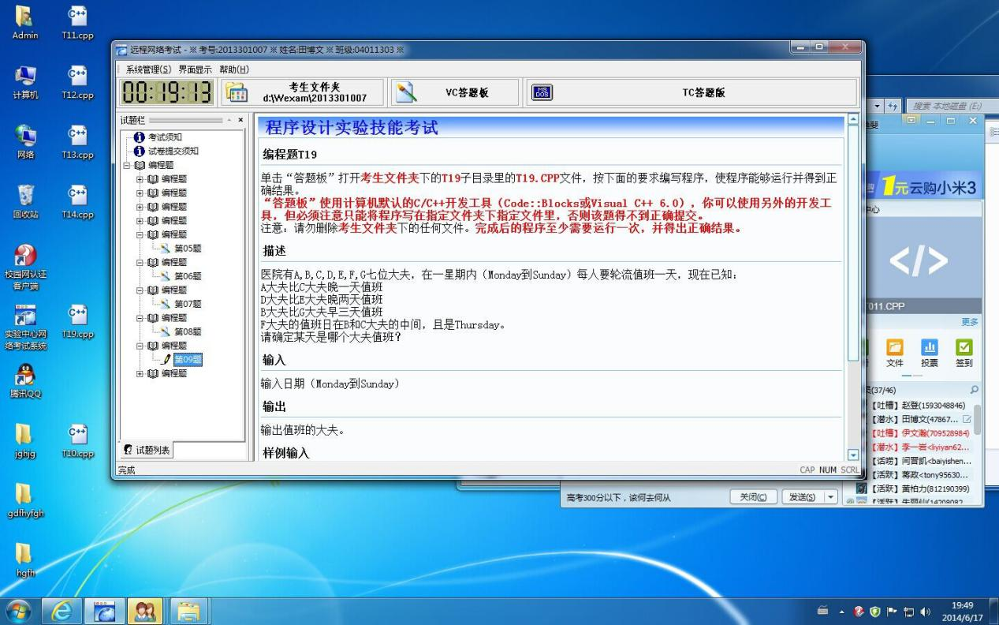 Admin
T11.cpp
计算机
T12.cpp
网络
T13.cpp
回收站
T14.cpp
校园网认证
客户端
实验中心网
络考试系统
T19.cpp
腾讯QQ
jghjg
T10.cpp
gdfhyfgh
hgfh
远程网络考试 - ※ 考号:2013301007 ※ 姓名:田博文 ※ 班级:04011303 ※
系统管理(S) 界面显示 帮助(H)
00:19:13
考生文件夹
d:\Wexam\2013301007
VC答题板
MS
DOS
TC答题版
试题栏
考试须知
试卷提交须知
编程题
编程题
编程题
编程题
编程题
编程题
第05题
编程题
第06题
编程题
第07题
编程题
第08题
编程题
第09题
编程题
试题列表
程序设计实验技能考试
编程题T19
单击“答题板”打开考生文件夹下的T19子目录里的T19.CPP文件，按下面的要求编写程序，使程序能够运行并得到正
确结果。
“答题板”使用计算机默认的C/C++开发工具（Code::Blocks或Visual C++ 6.0），你可以使用另外的开发工
具，但必须注意只能将程序写在指定文件夹下指定文件里，否则该题得不到正确提交。
注意：请勿删除考生文件夹下的任何文件。完成后的程序至少需要运行一次，并得出正确结果。
描述
医院有A,B,C,D,E,F,G七位大夫，在一星期内（Monday到Sunday）每人要轮流值班一天，现在已知：
A大夫比C大夫晚一天值班
D大夫比E大夫晚两天值班
B大夫比G大夫早三天值班
F大夫的值班日在B和C大夫的中间，且是Thursday。
请确定某天是哪个大夫值班？
输入
输入日期（Monday到Sunday）
输出
输出值班的大夫。
样例输入
完成
CAP NUM SCRL
搜索 本地磁盘 (E:)
1元云购小米3
中心
</>
T011.CPP
更多
文件
投票
签到
员(37/46)
【吐槽】赵登(1593048846)
【潜水】田博文(47867...
【吐槽】伊文瀚(709528984)
【潜水】李一岩<liyiyan62...
【话唠】闫晋凯<baiyishen...
【活跃】蒋政<tony95630...
【活跃】黄柏力(812190399)
高考300分以下，该何去何从
关闭(C)
发送(S)
19:49
2014/6/17